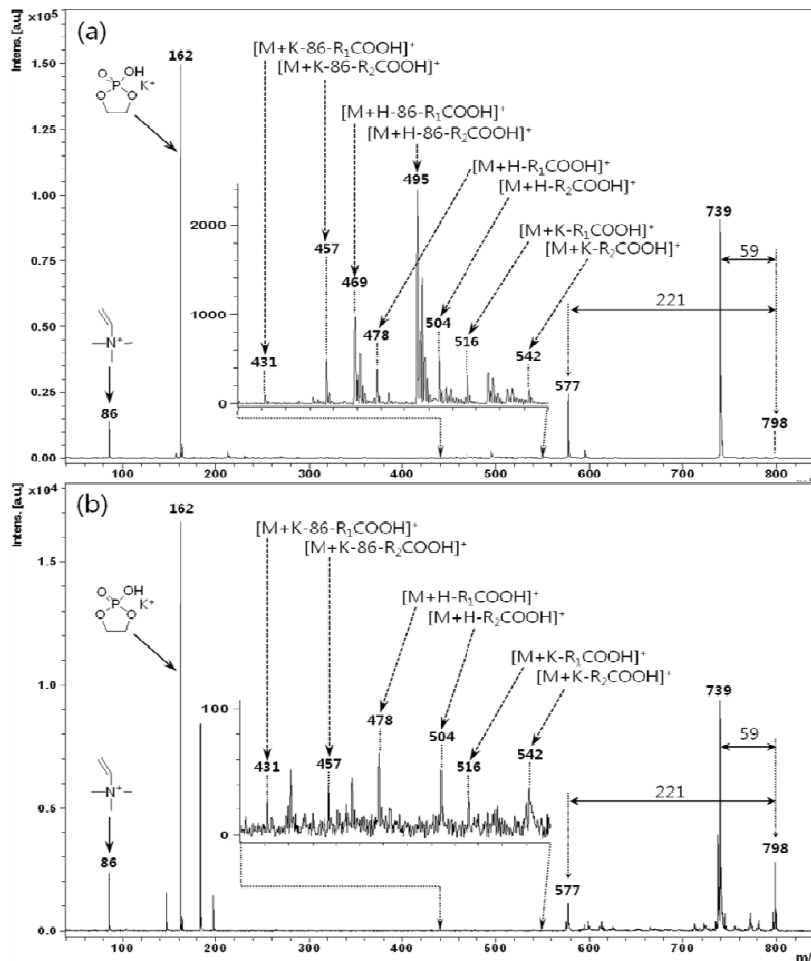 (a)
Intens. [a.u.]
×10⁵
1.50
1.25
1.00
0.75
0.50
0.25
0.00
162
O
OH
P
K⁺
O
O
[M+K-86-R₁COOH]⁺
[M+K-86-R₂COOH]⁺
[M+H-86-R₁COOH]⁺
[M+H-86-R₂COOH]⁺
495
[M+H-R₁COOH]⁺
[M+H-R₂COOH]⁺
[M+K-R₁COOH]⁺
[M+K-R₂COOH]⁺
739
59
221
2000
1000
0
457
469
478
504
516
542
431
577
798
N⁺
86
100
200
300
400
500
600
700
800
(b)
Intens. [a.u.]
×10⁴
1.5
1.0
0.5
0.0
162
O
OH
P
K⁺
O
O
[M+K-86-R₁COOH]⁺
[M+K-86-R₂COOH]⁺
[M+H-R₁COOH]⁺
[M+H-R₂COOH]⁺
[M+K-R₁COOH]⁺
[M+K-R₂COOH]⁺
739
59
221
100
0
431
457
478
504
516
542
577
798
N⁺
86
100
200
300
400
500
600
700
800